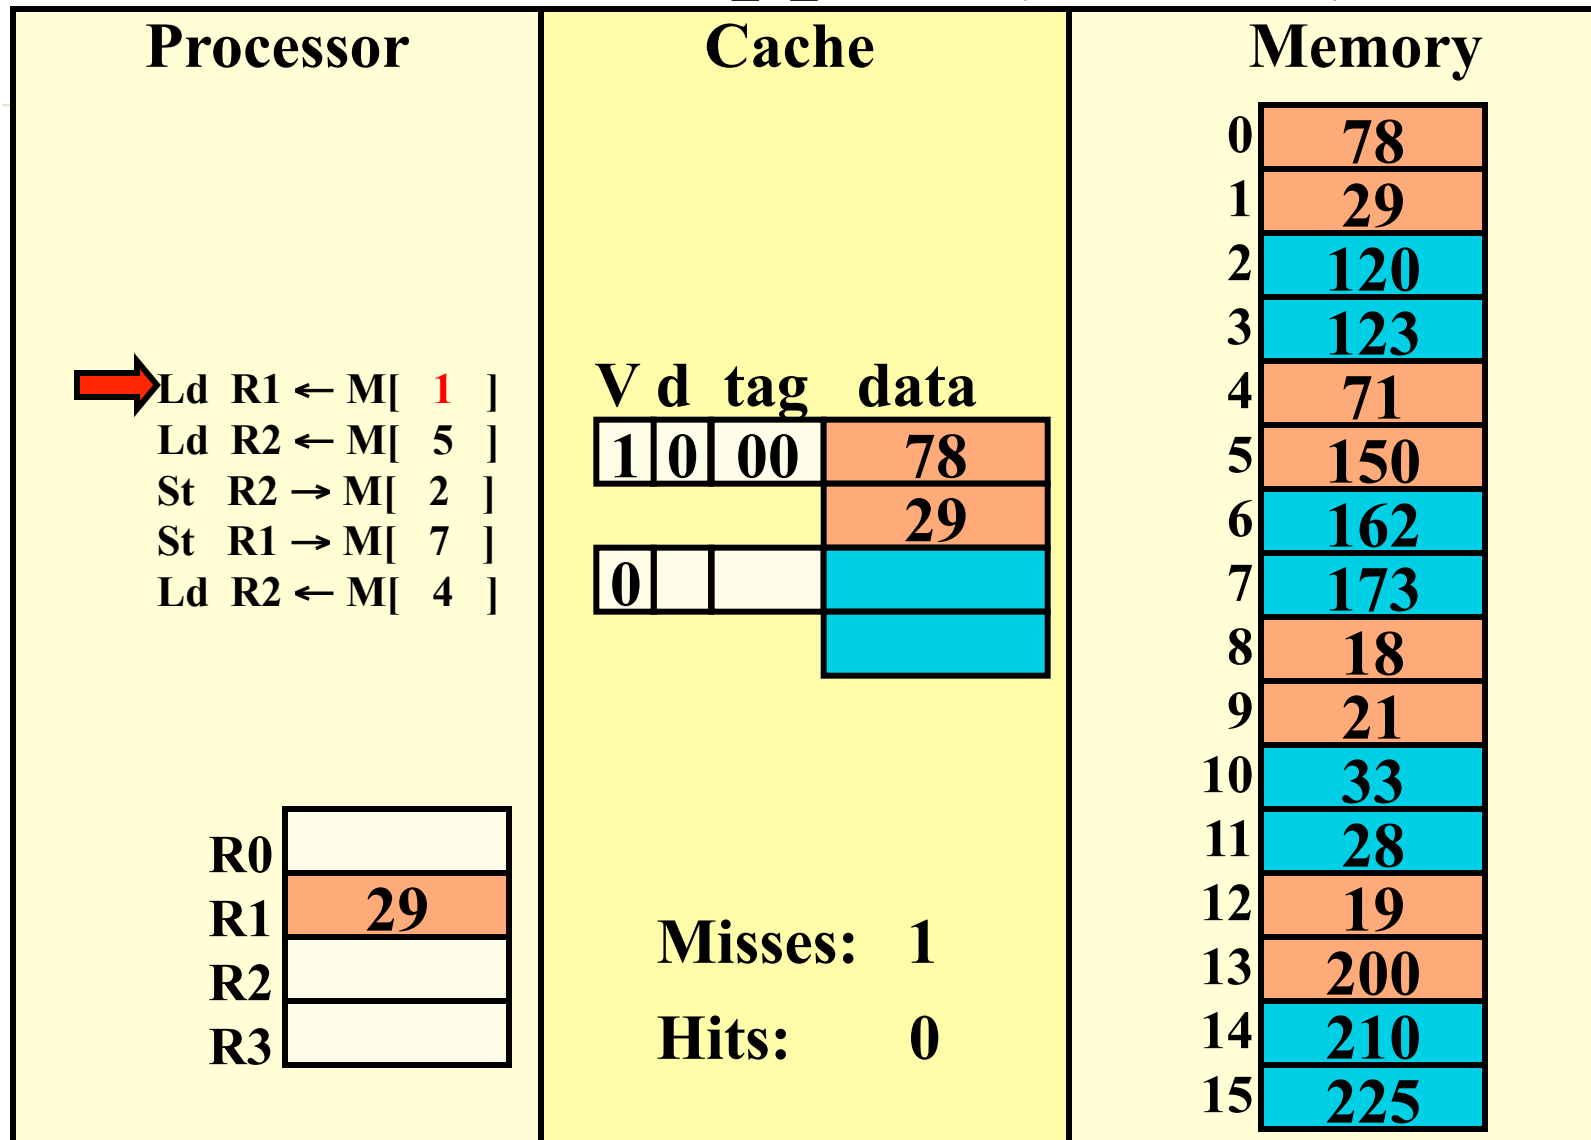 Processor
Ld R1 ← M[ 1 ]
Ld R2 ← M[ 5 ]
St R2 → M[ 2 ]
St R1 → M[ 7 ]
Ld R2 ← M[ 4 ]
R0
R1 29
R2
R3
Cache
V d tag data
1 0 00 78
29
0
Misses: 1
Hits: 0
Memory
0 78
1 29
2 120
3 123
4 71
5 150
6 162
7 173
8 18
9 21
10 33
11 28
12 19
13 200
14 210
15 225